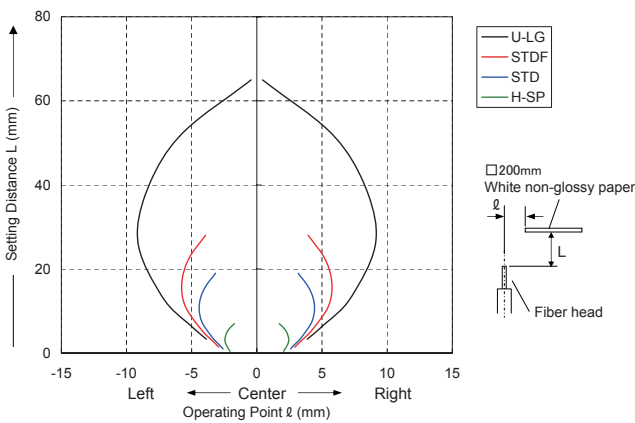 80
60
40
20
0
Setting Distance L (mm)
-15 -10 -5 0 5 10 15
Left Center Right
Operating Point ℓ (mm)
U-LG
STDF
STD
H-SP
□200mm
White non-glossy paper
ℓ
L
Fiber head